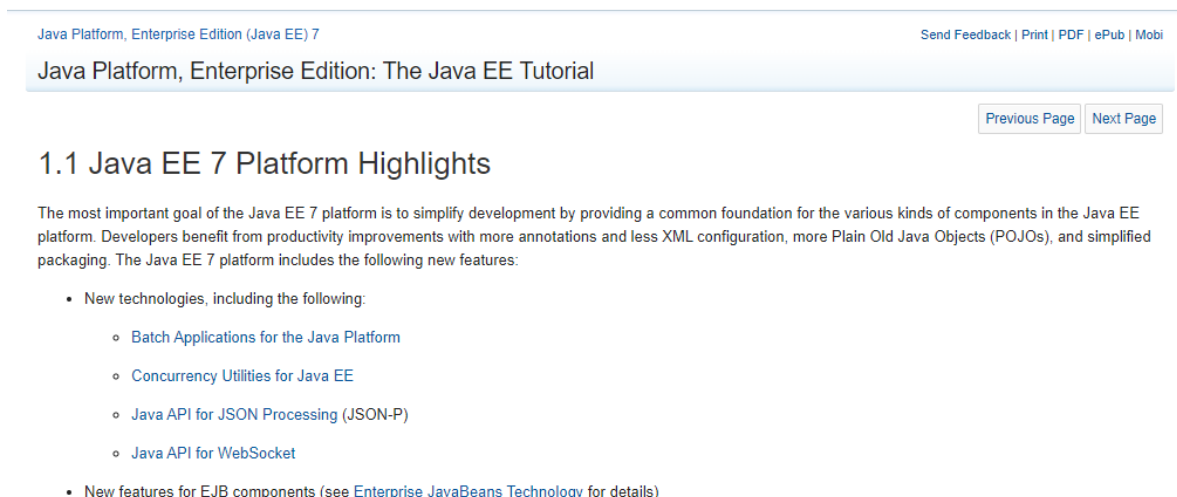 Java Platform, Enterprise Edition (Java EE) 7
Send Feedback | Print | PDF | ePub | Mobi
Java Platform, Enterprise Edition: The Java EE Tutorial
Previous Page Next Page
1.1 Java EE 7 Platform Highlights
The most important goal of the Java EE 7 platform is to simplify development by providing a common foundation for the various kinds of components in the Java EE
platform. Developers benefit from productivity improvements with more annotations and less XML configuration, more Plain Old Java Objects (POJOs), and simplified
packaging. The Java EE 7 platform includes the following new features:
• New technologies, including the following:
◦ Batch Applications for the Java Platform
◦ Concurrency Utilities for Java EE
◦ Java API for JSON Processing (JSON-P)
◦ Java API for WebSocket
• New features for EJB components (see Enterprise JavaBeans Technology for details)